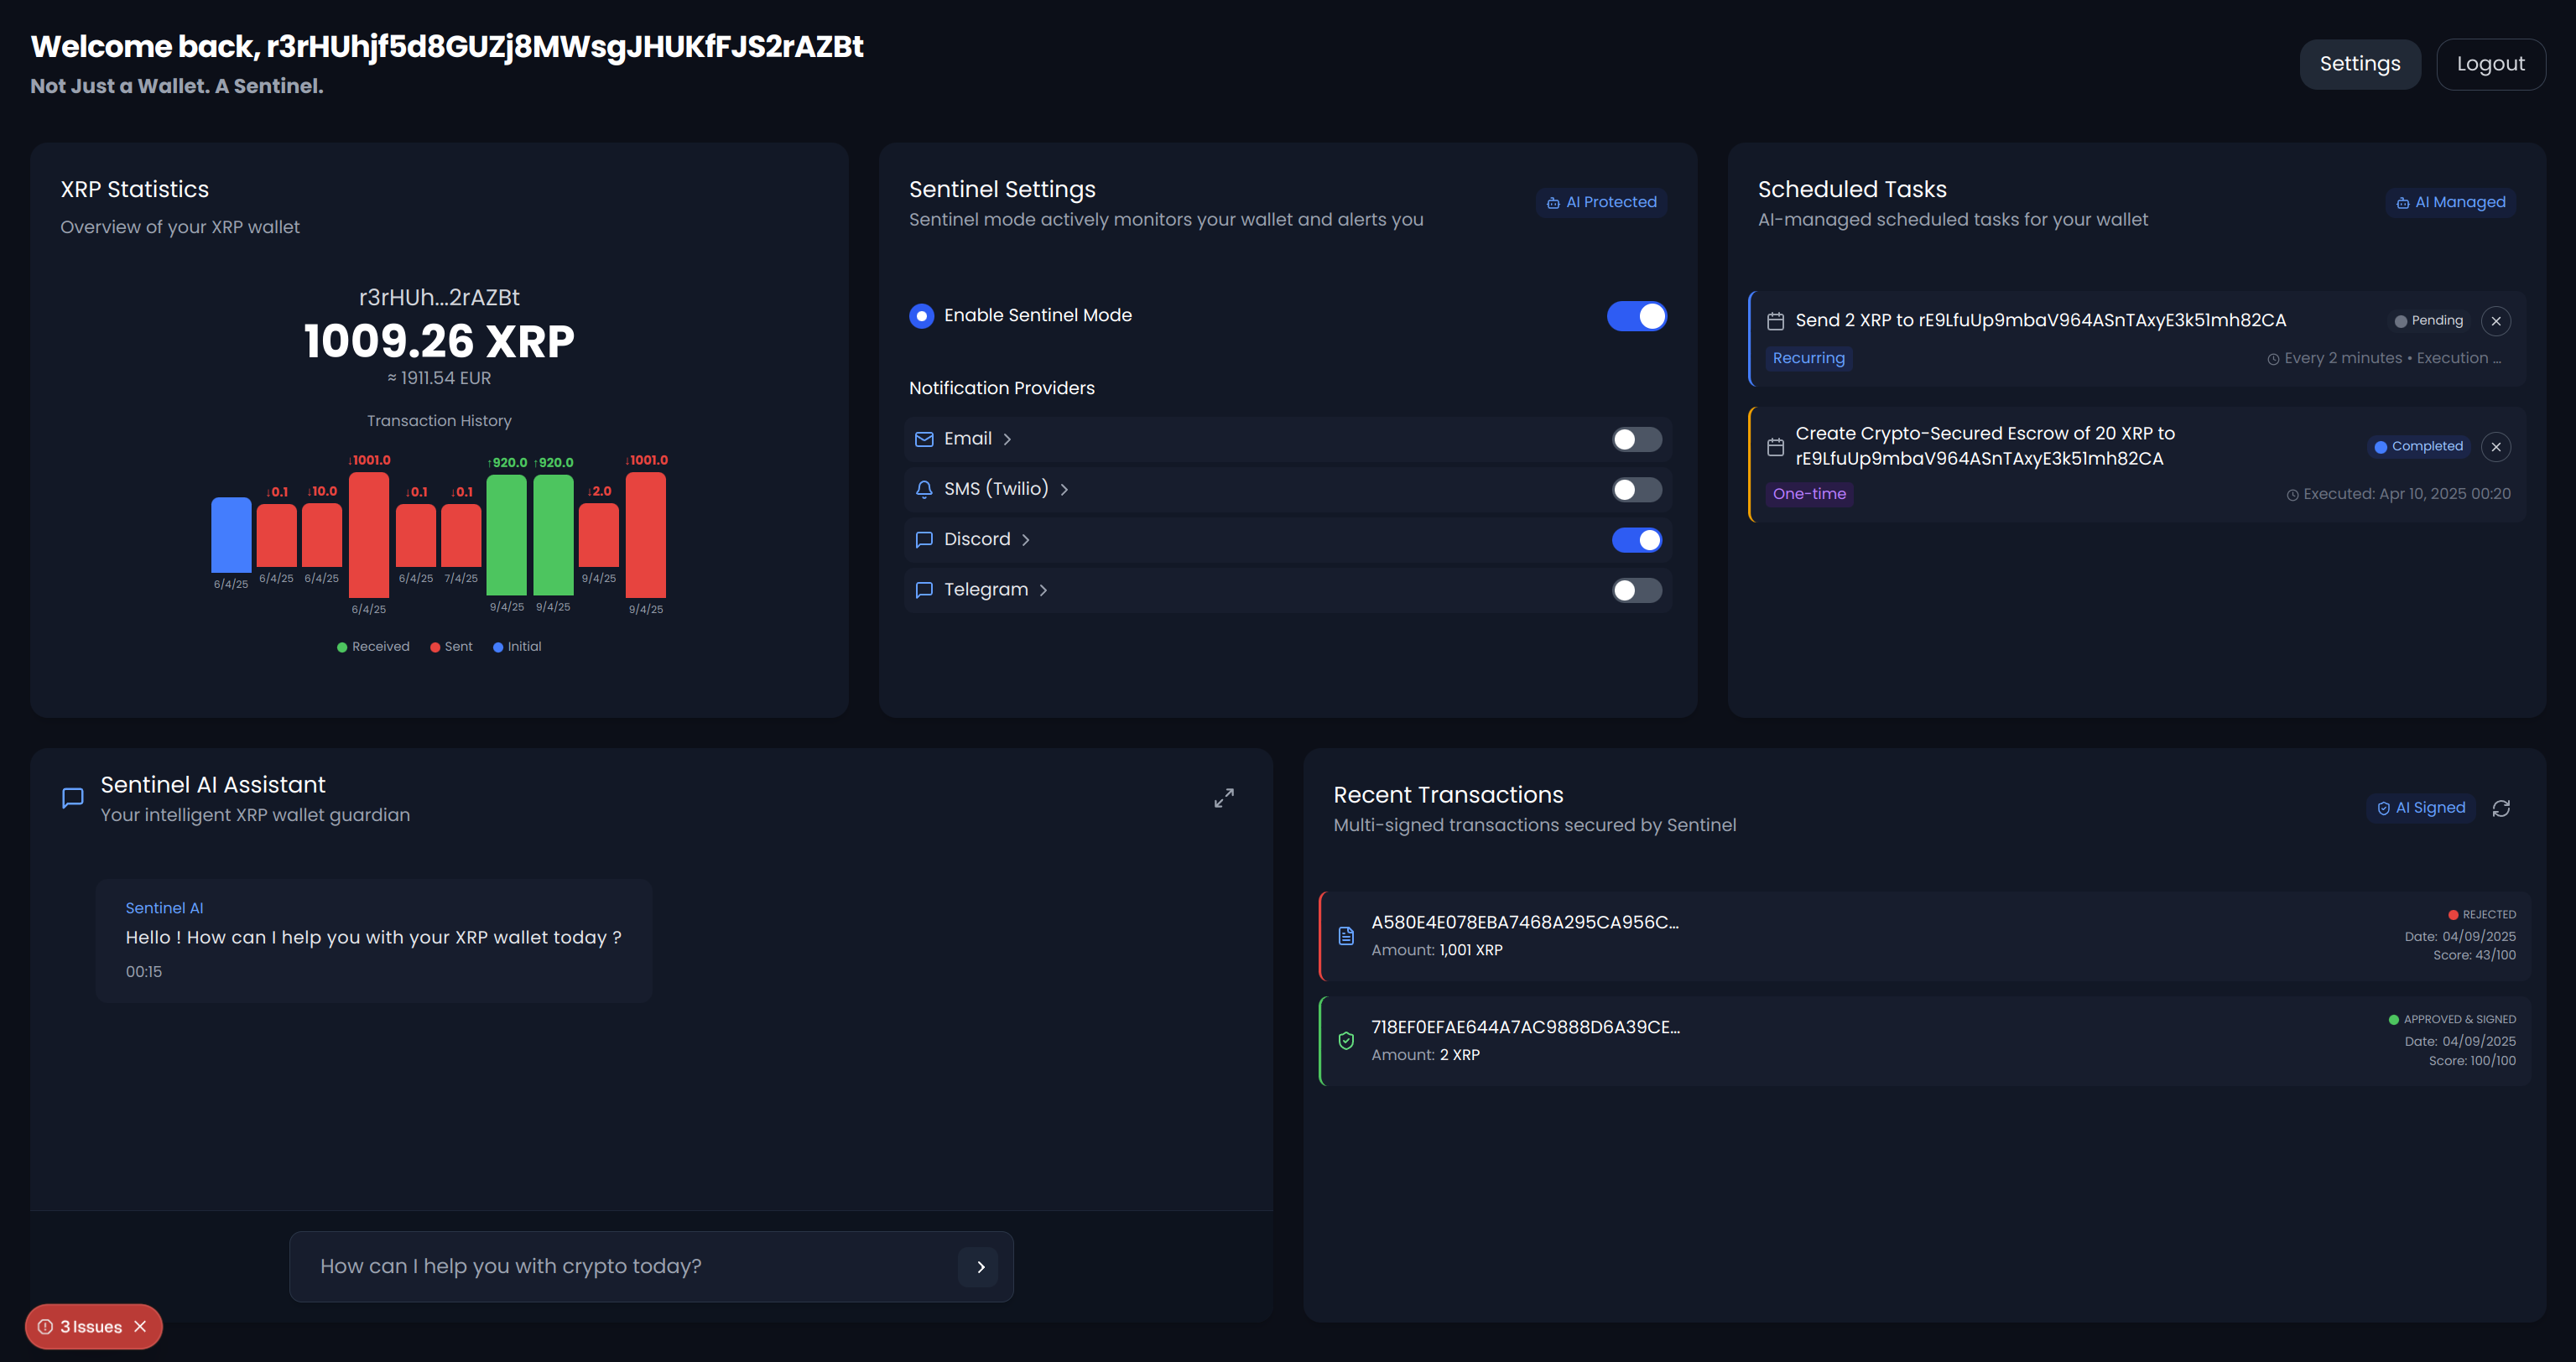 Welcome back, r3rHUhjf5d8GUZj8MWsgJHUKfFJS2rAZBt
Not Just a Wallet. A Sentinel.
Settings
Logout
XRP Statistics
Overview of your XRP wallet
r3rHUh...2rAZBt
1009.26 XRP
≈ 1911.54 EUR
Transaction History
↓1001.0 ↑920.0 ↑920.0 ↓1001.0
↓0.1 ↓10.0 ↓0.1 ↓0.1 ↓2.0
6/4/25 6/4/25 6/4/25 6/4/25 6/4/25 7/4/25 9/4/25 9/4/25 9/4/25 9/4/25
Received Sent Initial
Sentinel Settings
Sentinel mode actively monitors your wallet and alerts you
AI Protected
Enable Sentinel Mode
Notification Providers
Email
SMS (Twilio)
Discord
Telegram
Scheduled Tasks
AI-managed scheduled tasks for your wallet
AI Managed
Send 2 XRP to rE9LfuUp9mbaV964ASnTAxyE3k51mh82CA
Pending
Recurring
Every 2 minutes • Execution ...
Create Crypto-Secured Escrow of 20 XRP to
rE9LfuUp9mbaV964ASnTAxyE3k51mh82CA
Completed
One-time
Executed: Apr 10, 2025 00:20
Sentinel AI Assistant
Your intelligent XRP wallet guardian
Sentinel AI
Hello ! How can I help you with your XRP wallet today ?
00:15
How can I help you with crypto today?
3 Issues
Recent Transactions
Multi-signed transactions secured by Sentinel
AI Signed
A580E4E078EBA7468A295CA956C...
Amount: 1,001 XRP
REJECTED
Date: 04/09/2025
Score: 43/100
718EF0EFAE644A7AC9888D6A39CE...
Amount: 2 XRP
APPROVED & SIGNED
Date: 04/09/2025
Score: 100/100